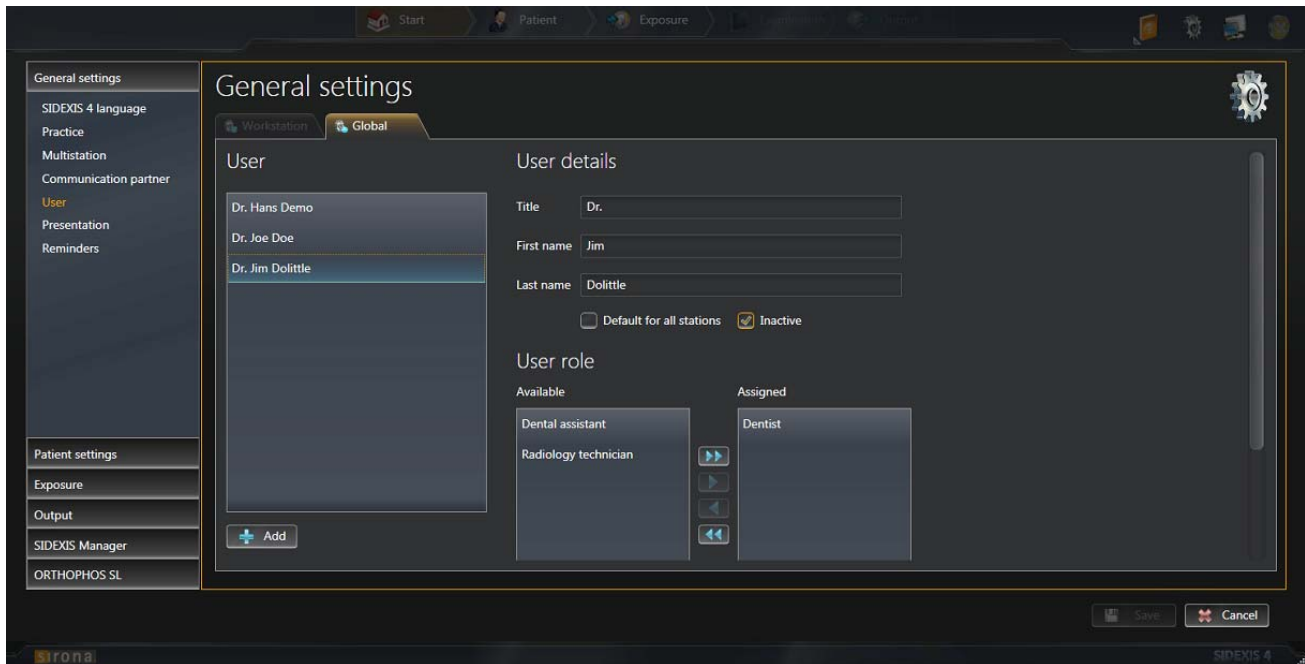 Start
Patient
Exposure
General settings
SIDEXIS 4 language
Practice
Multistation
Communication partner
User
Presentation
Reminders
Patient settings
Exposure
Output
SIDEXIS Manager
ORTHOPHOS SL
General settings
Workstation
Global
User
Dr. Hans Demo
Dr. Joe Doe
Dr. Jim Dolittle
Add
User details
Title Dr.
First name Jim
Last name Dolittle
Default for all stations Inactive
User role
Available Assigned
Dental assistant Dentist
Radiology technician
Save
Cancel
sirona
SIDEXIS 4